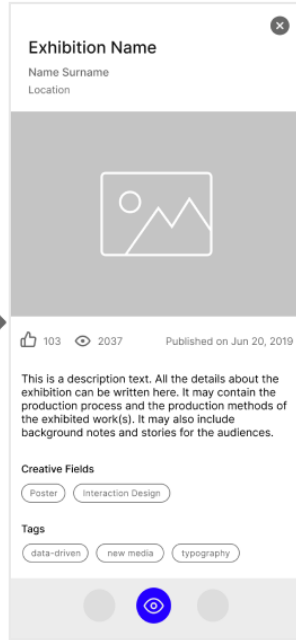 Exhibition Name
Name Surname
Location
103 2037 Published on Jun 20, 2019
This is a description text. All the details about the
exhibition can be written here. It may contain the
production process and the production methods of
the exhibited work(s). It may also include
background notes and stories for the audiences.
Creative Fields
Poster Interaction Design
Tags
data-driven new media typography